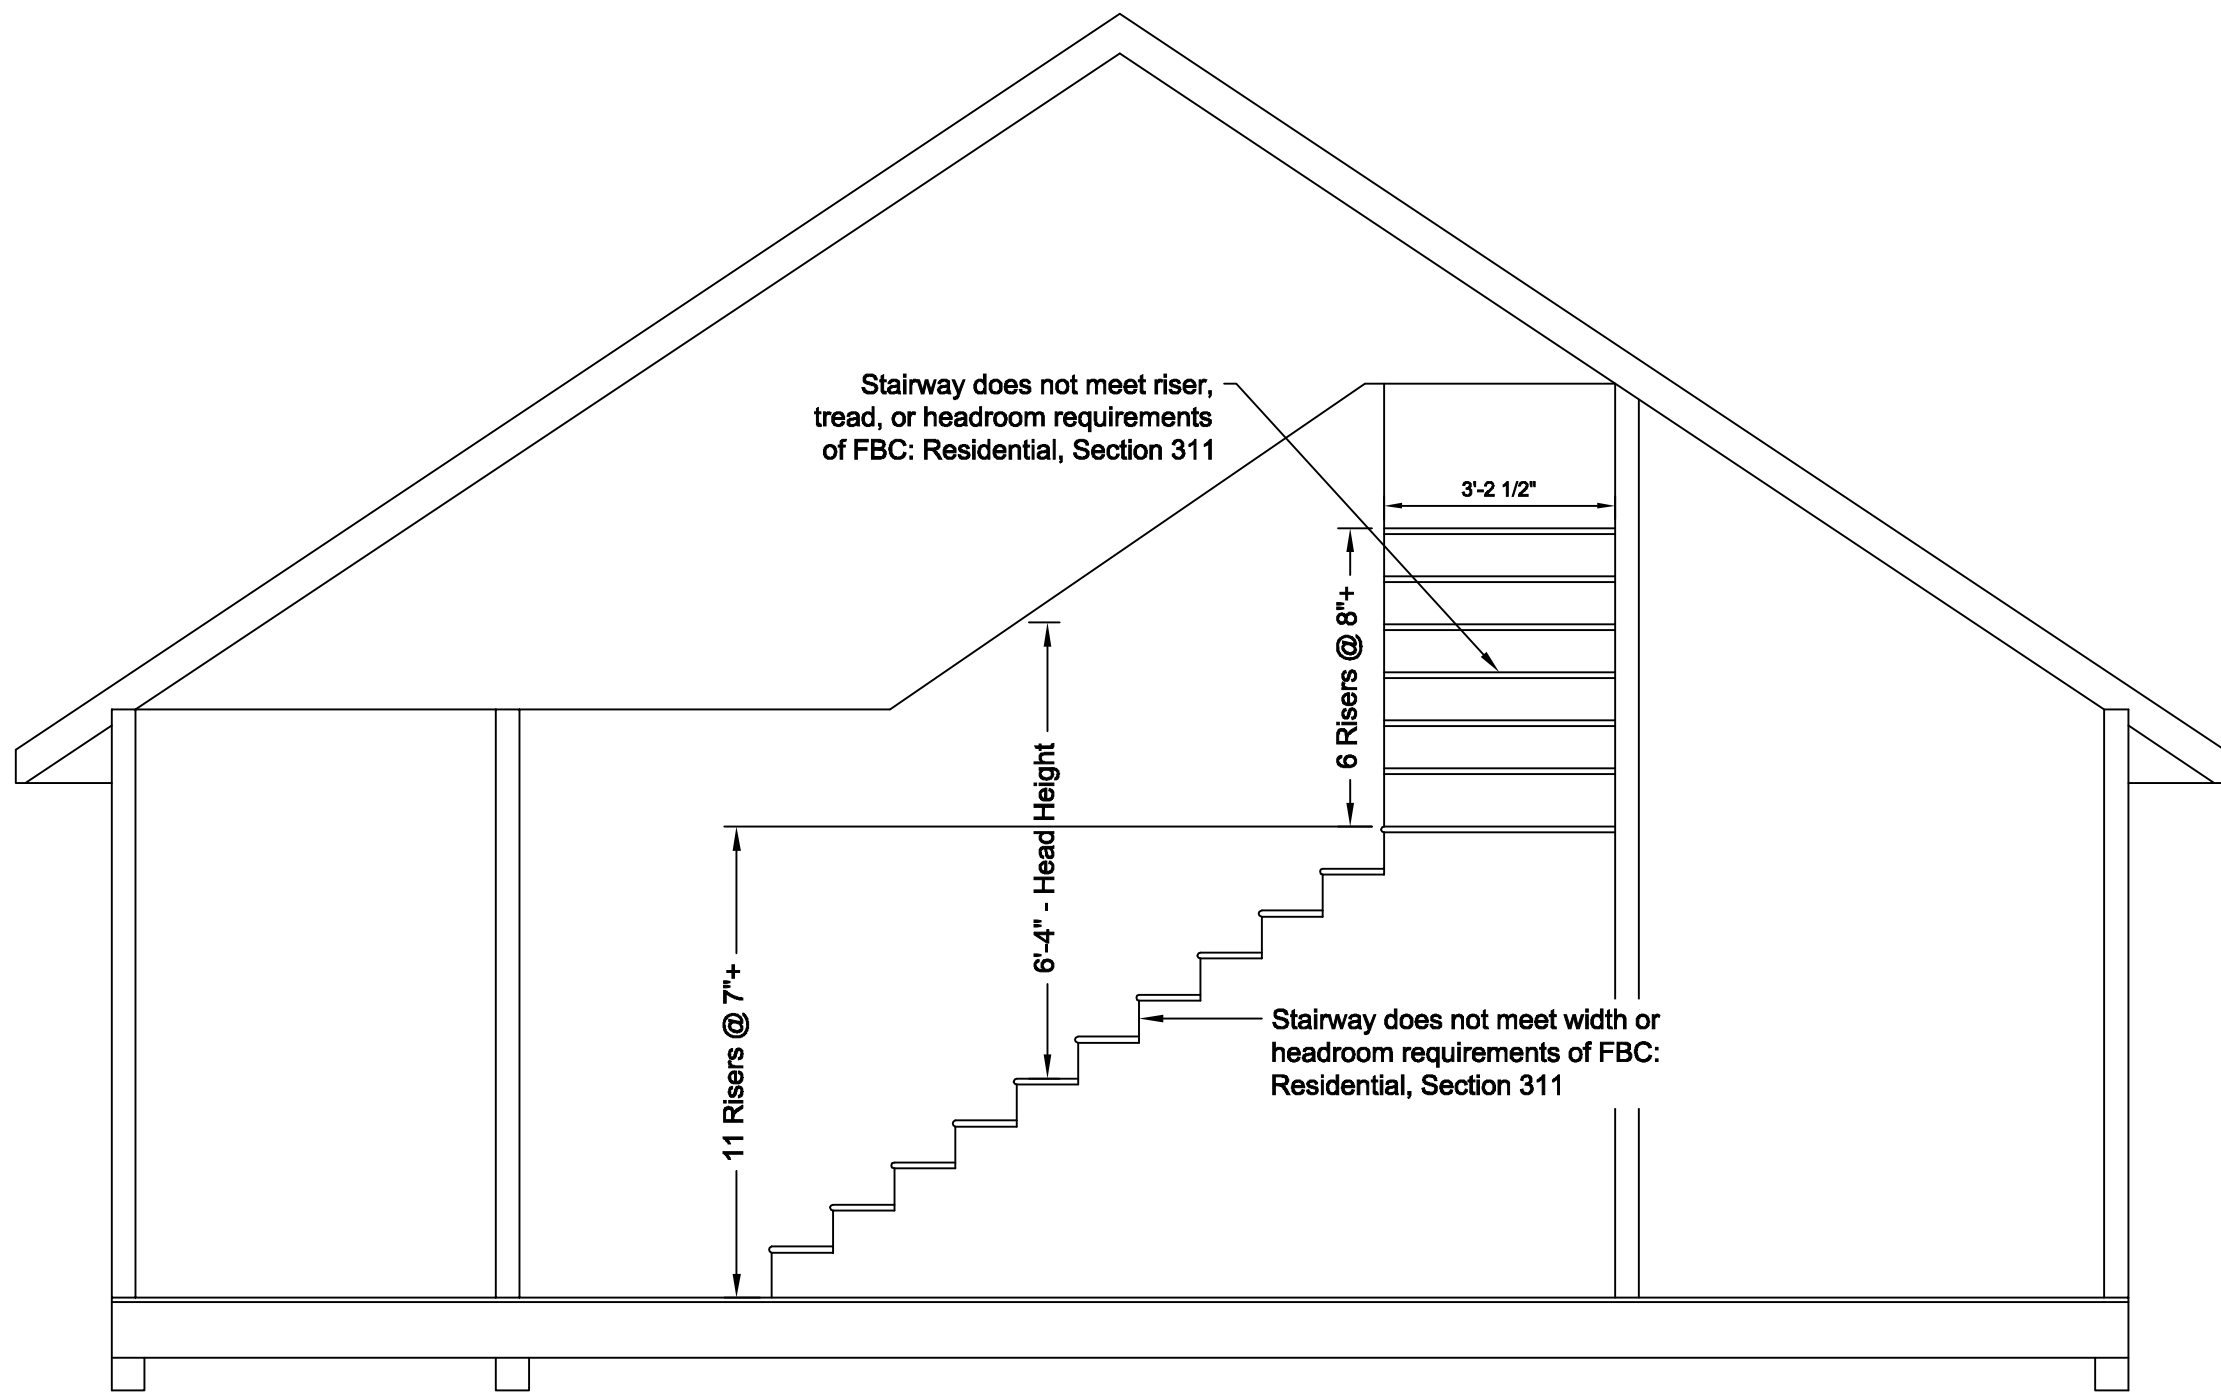 Stairway does not meet riser,
tread, or headroom requirements
of FBC: Residential, Section 311
3'-2 1/2"
6 Risers @ 8"+
6'-4" - Head Height
11 Risers @ 7"+
Stairway does not meet width or
headroom requirements of FBC:
Residential, Section 311